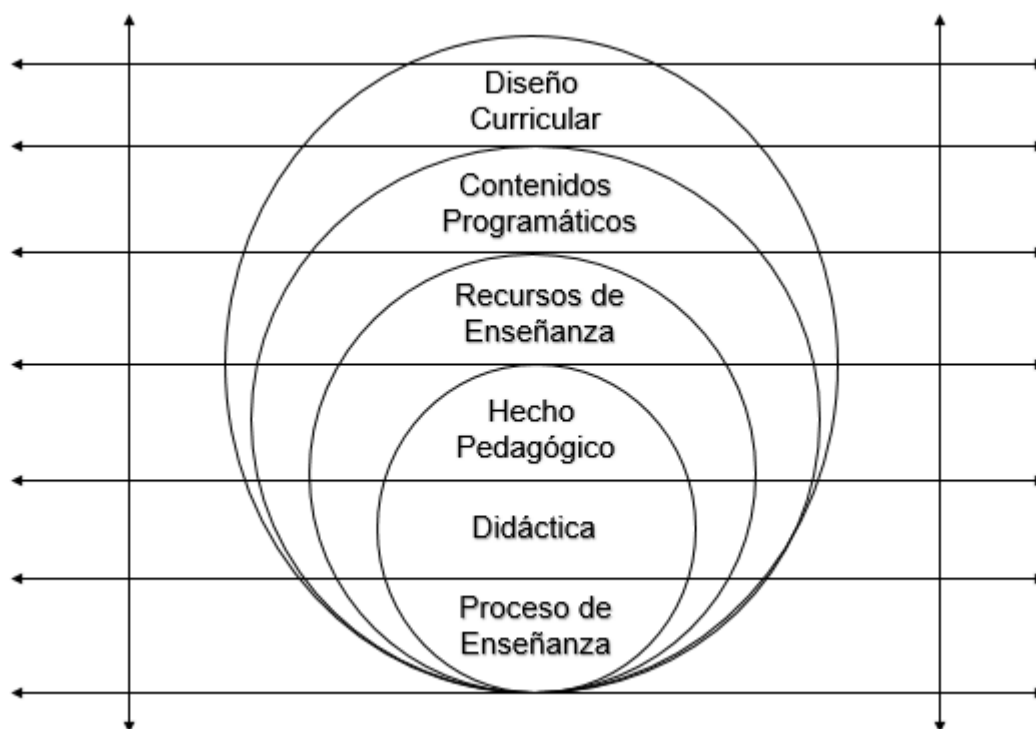 Diseño
Curricular
Contenidos
Programáticos
Recursos de
Enseñanza
Hecho
Pedagógico
Didáctica
Proceso de
Enseñanza